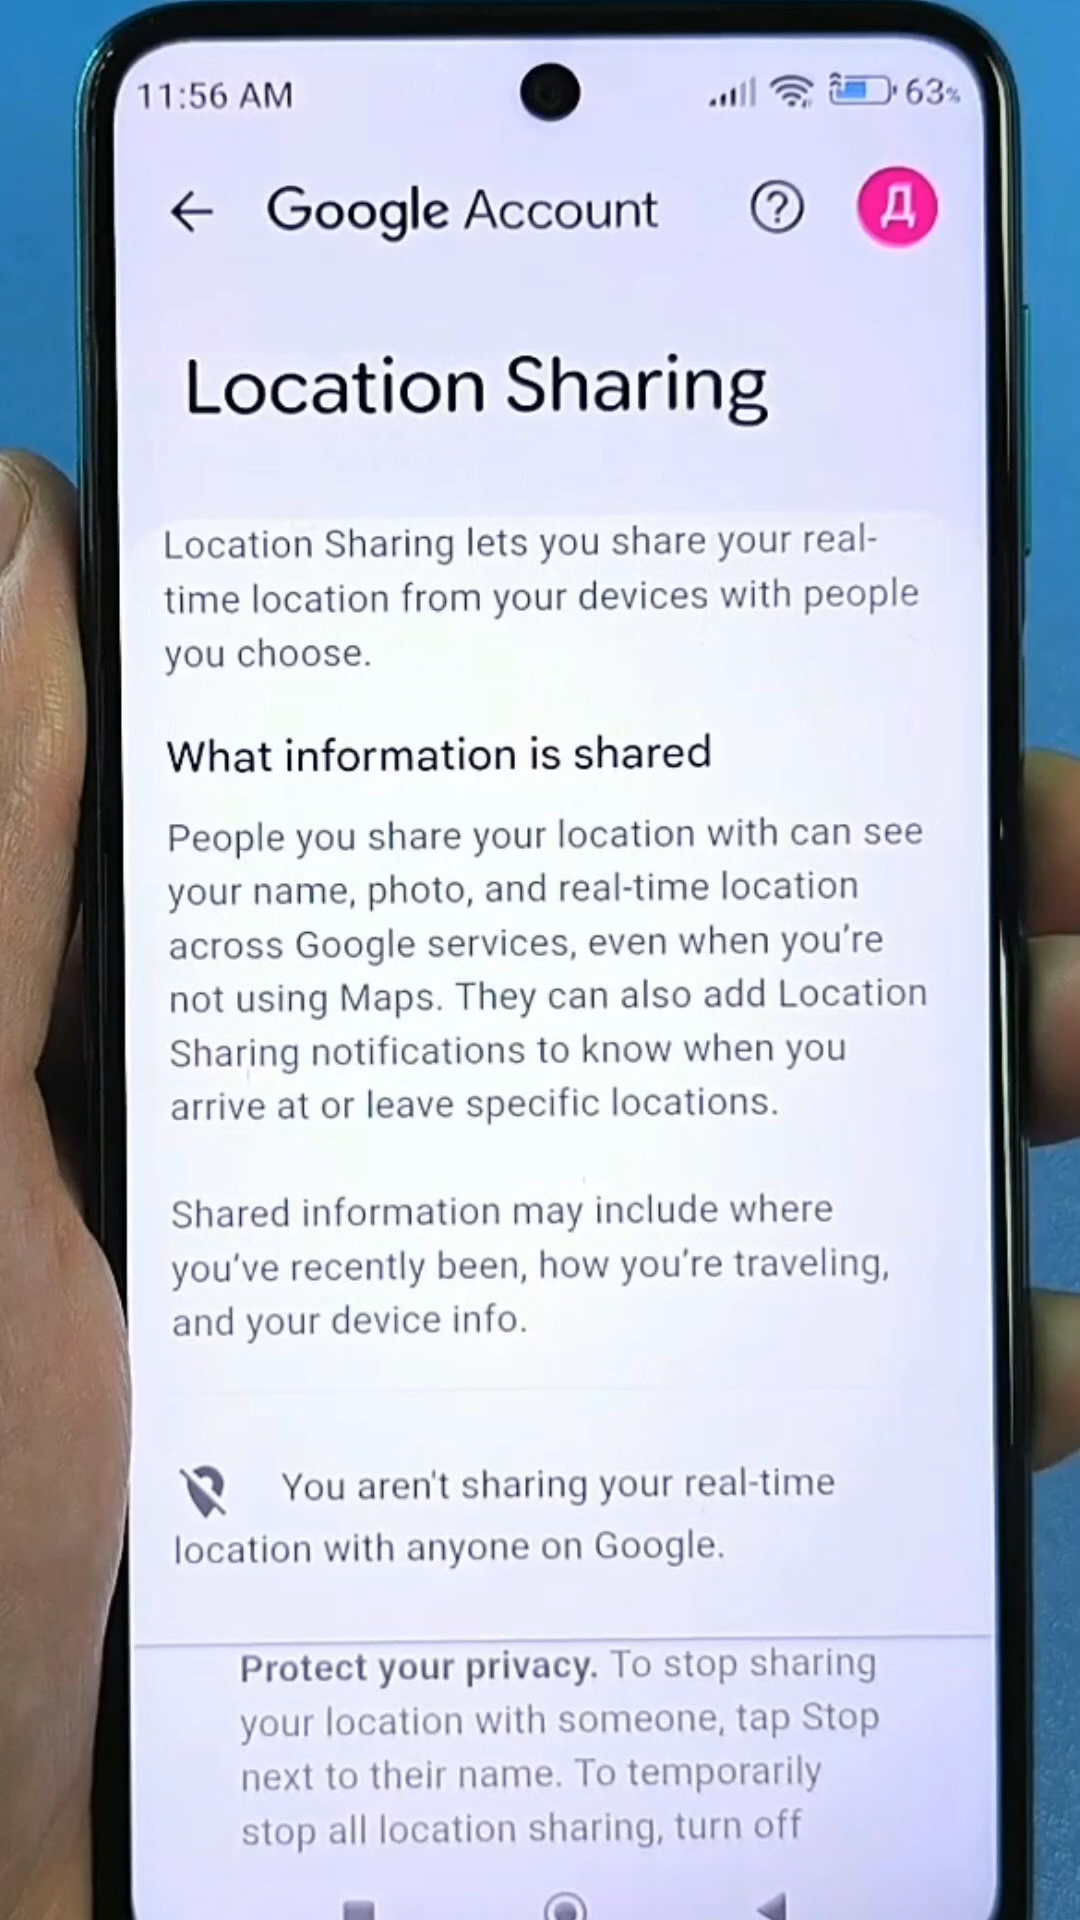 11:56 AM 63%
Google Account ? Д
Location Sharing
Location Sharing lets you share your real-
time location from your devices with people
you choose.
What information is shared
People you share your location with can see
your name, photo, and real-time location
across Google services, even when you're
not using Maps. They can also add Location
Sharing notifications to know when you
arrive at or leave specific locations.
Shared information may include where
you've recently been, how you're traveling,
and your device info.
You aren't sharing your real-time
location with anyone on Google.
Protect your privacy. To stop sharing
your location with someone, tap Stop
next to their name. To temporarily
stop all location sharing, turn off